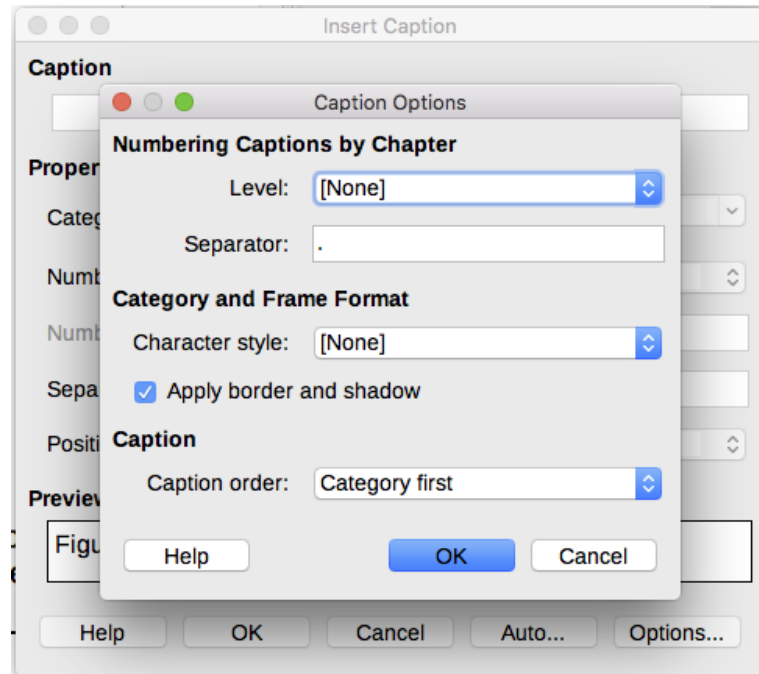 Insert Caption
Caption
Caption Options
Numbering Captions by Chapter
Level: [None]
Separator: .
Category and Frame Format
Character style: [None]
Apply border and shadow
Caption
Caption order: Category first
Help OK Cancel
Help OK Cancel Auto... Options...